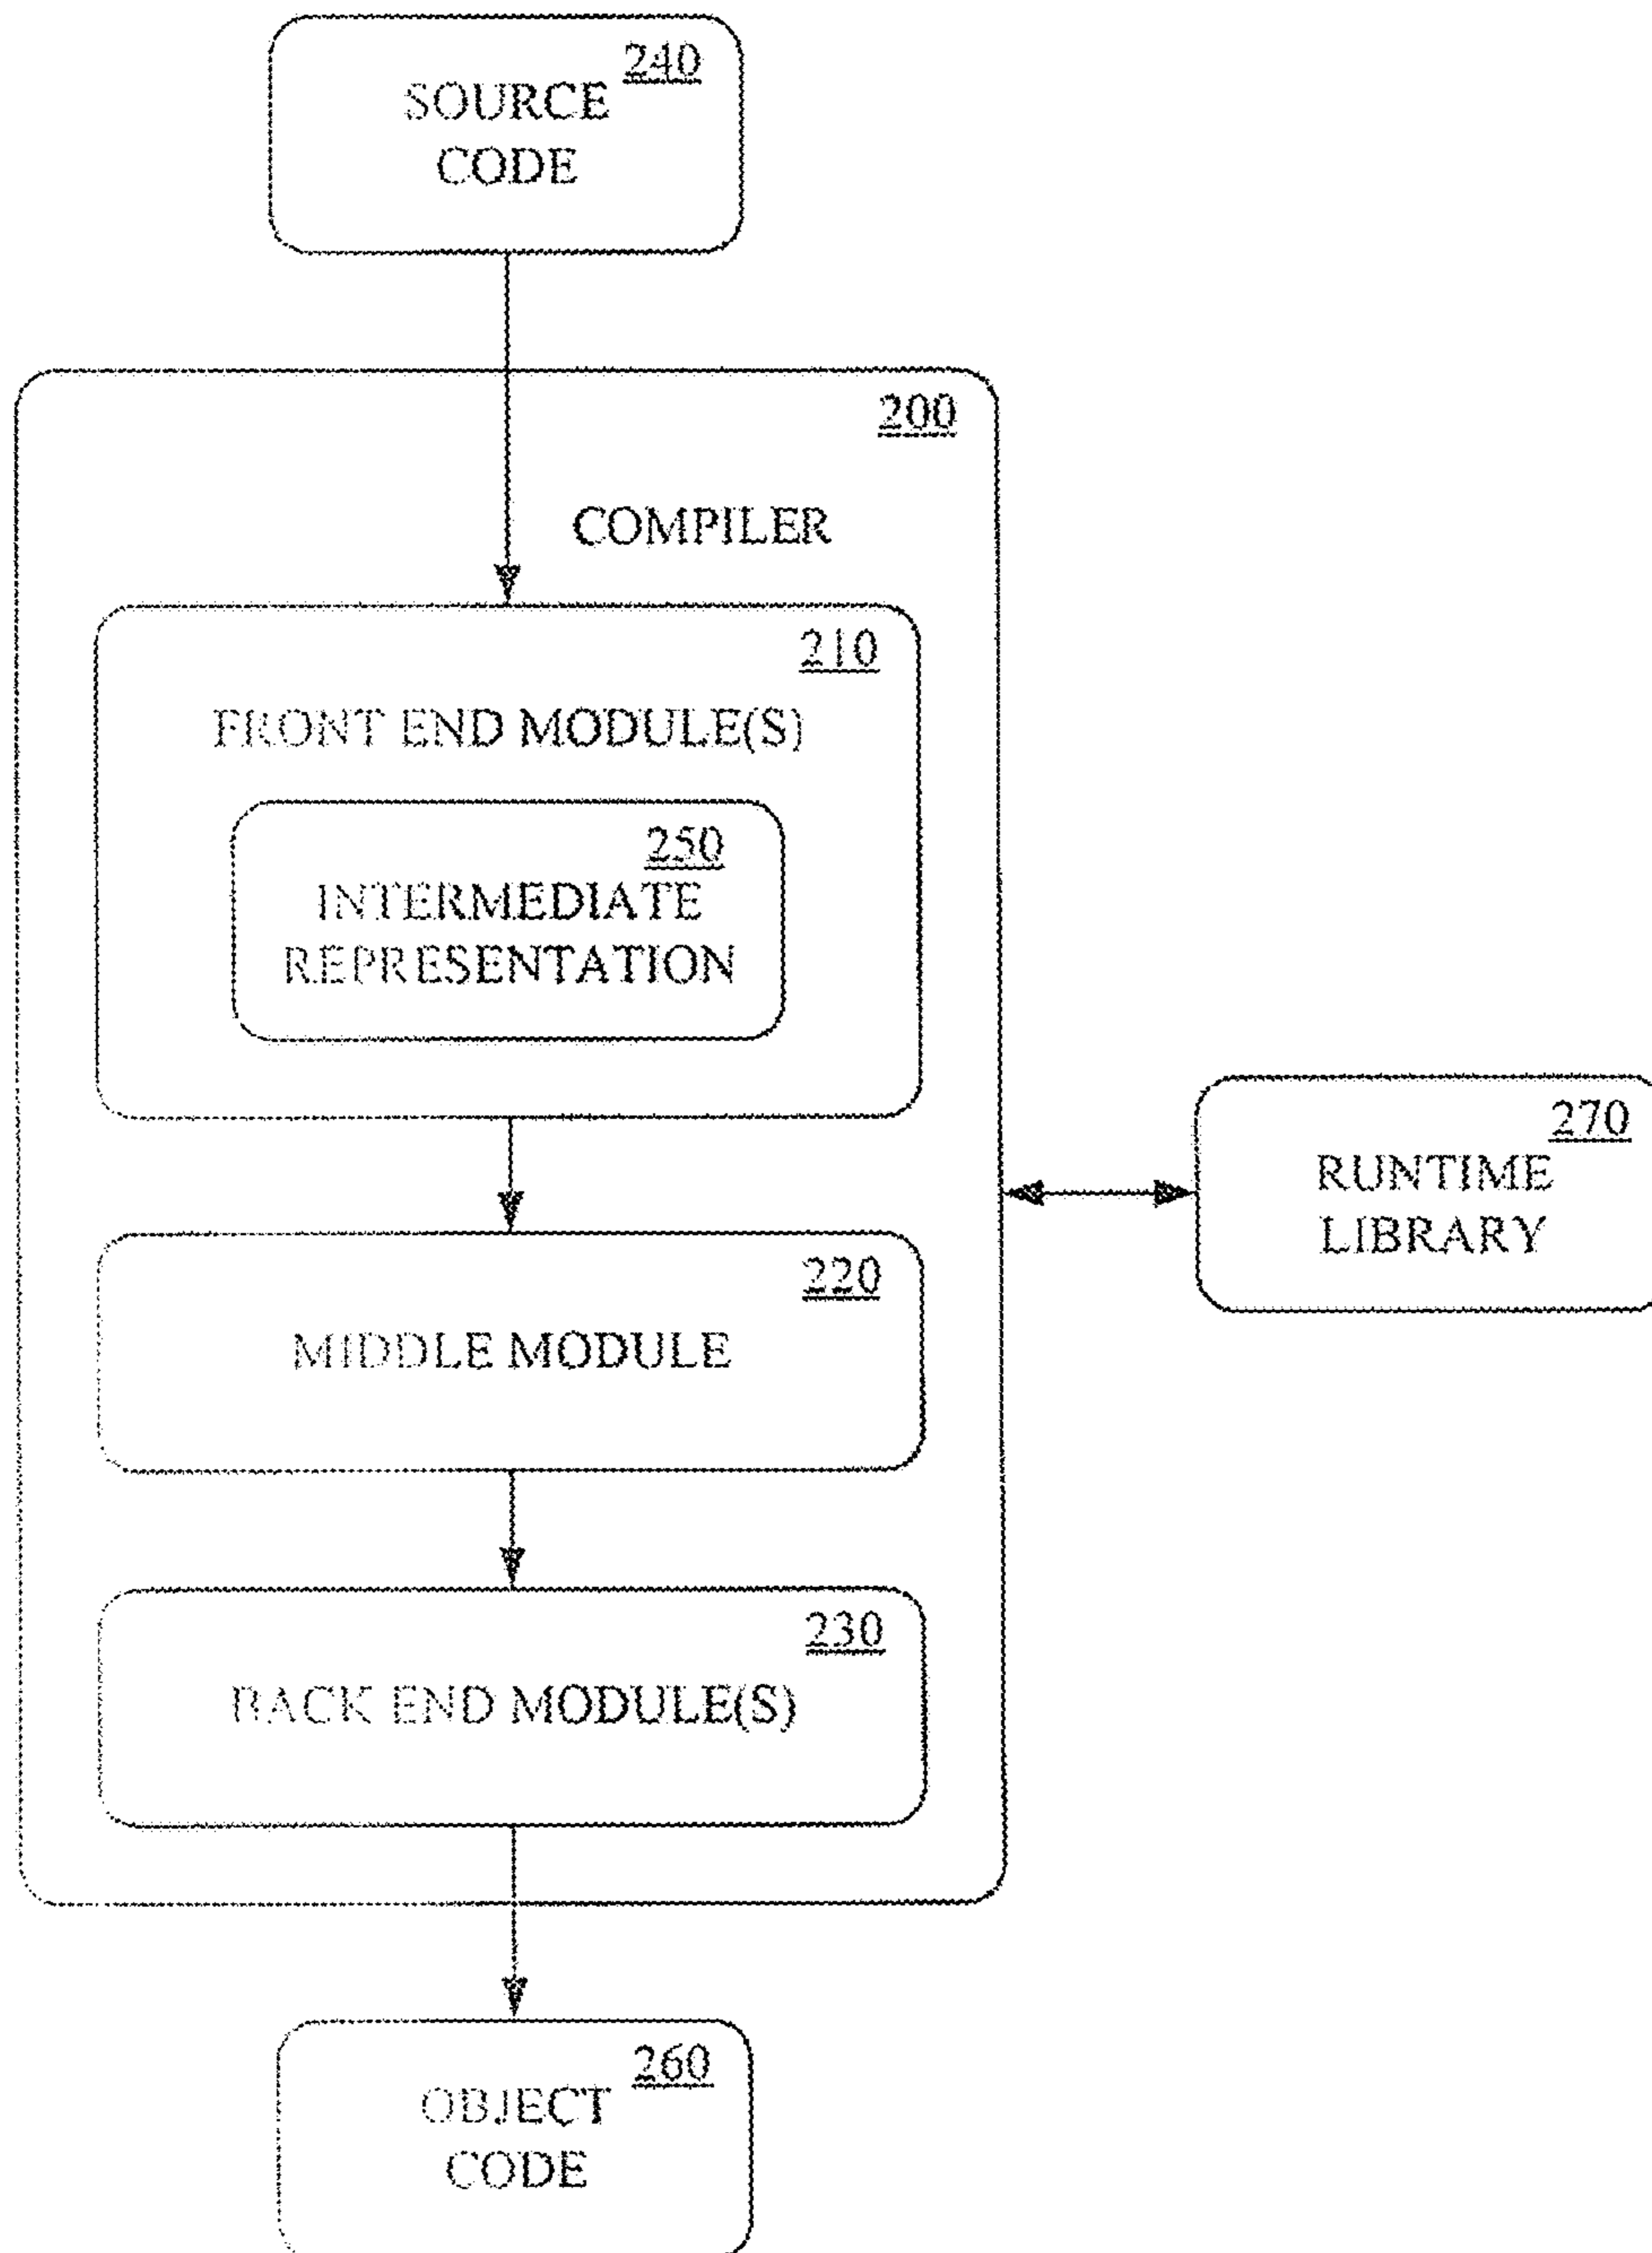 240
SOURCE
CODE
200
COMPILER
210
FRONT END MODULE(S)
250
INTERMEDIATE
REPRESENTATION
270
RUNTIME
LIBRARY
220
MIDDLE MODULE
230
BACK END MODULE(S)
260
OBJECT
CODE